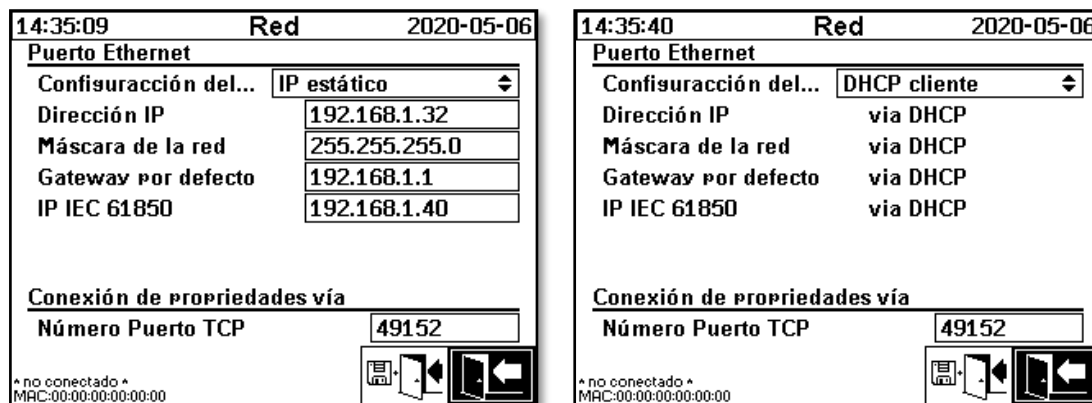 14:35:09 Red 2020-05-06
Puerto Ethernet
Configuracción del... IP estático
Dirección IP 192.168.1.32
Máscara de la red 255.255.255.0
Gateway por defecto 192.168.1.1
IP IEC 61850 192.168.1.40
Conexión de propriedades vía
Número Puerto TCP 49152
* no conectado *
MAC:00:00:00:00:00:00
14:35:40 Red 2020-05-06
Puerto Ethernet
Configuracción del... DHCP cliente
Dirección IP via DHCP
Máscara de la red via DHCP
Gateway por defecto via DHCP
IP IEC 61850 via DHCP
Conexión de propriedades vía
Número Puerto TCP 49152
* no conectado *
MAC:00:00:00:00:00:00